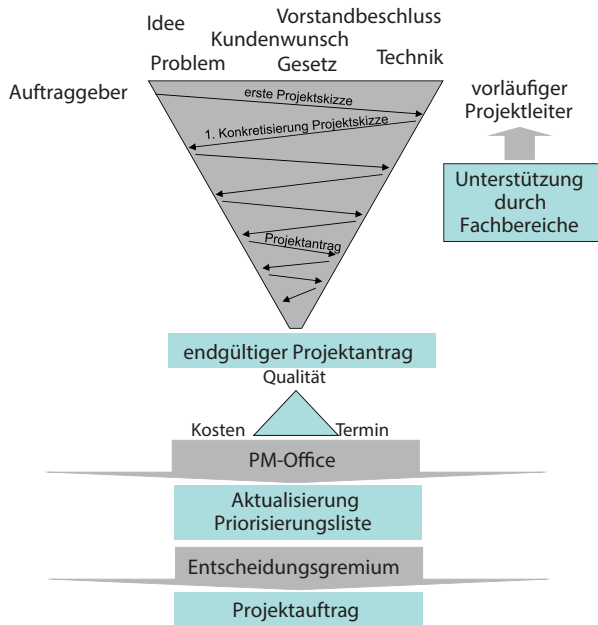 Idee
Vorstandbeschluss
Kundenwunsch
Problem
Gesetz
Technik
Auftraggeber
erste Projektskizze
vorläufiger
Projektleiter
1. Konkretisierung Projektskizze
Unterstützung
durch
Fachbereiche
Projektantrag
endgültiger Projektantrag
Qualität
Kosten
Termin
PM-Office
Aktualisierung
Priorisierungsliste
Entscheidungsgremium
Projektauftrag